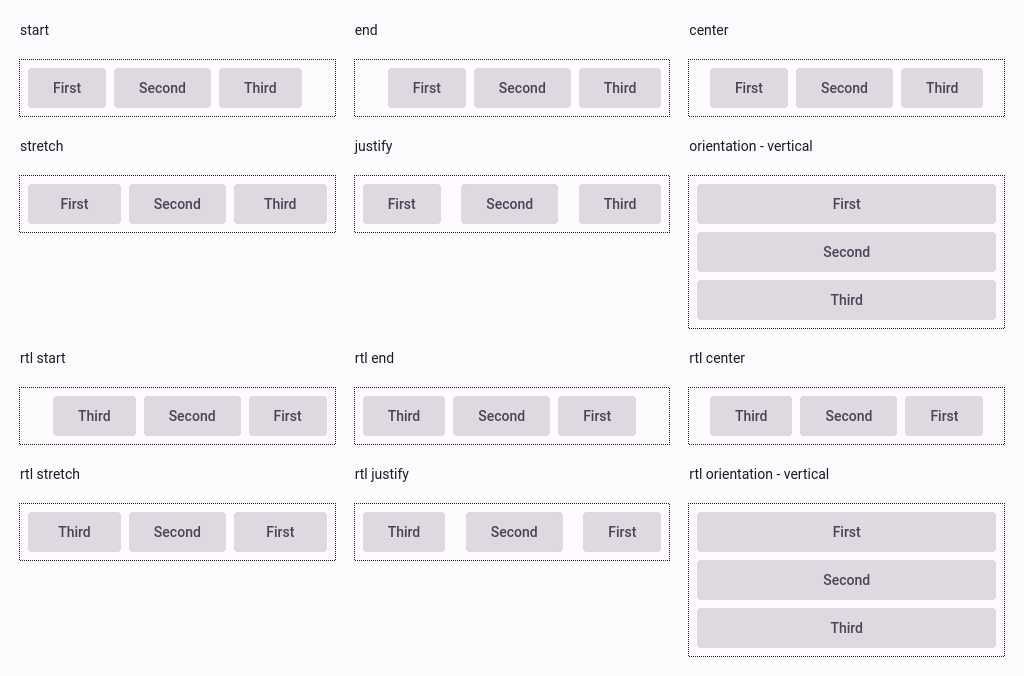 start end center
First Second Third First Second Third First Second Third
stretch justify orientation - vertical
First Second Third First Second Third First
Second
Third
rtl start rtl end rtl center
Third Second First Third Second First Third Second First
rtl stretch rtl justify rtl orientation - vertical
Third Second First Third Second First First
Second
Third